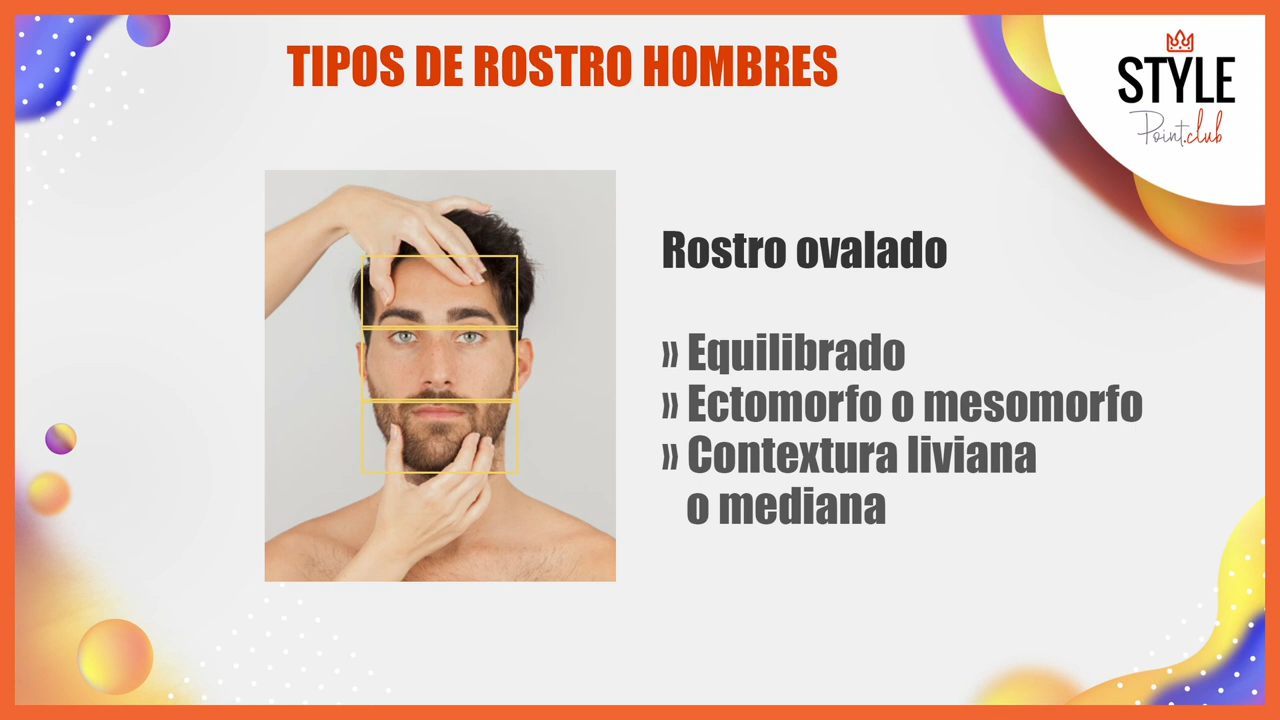 TIPOS DE ROSTRO HOMBRES
STYLE
Point.club
Rostro ovalado
» Equilibrado
» Ectomorfo o mesomorfo
» Contextura liviana
o mediana